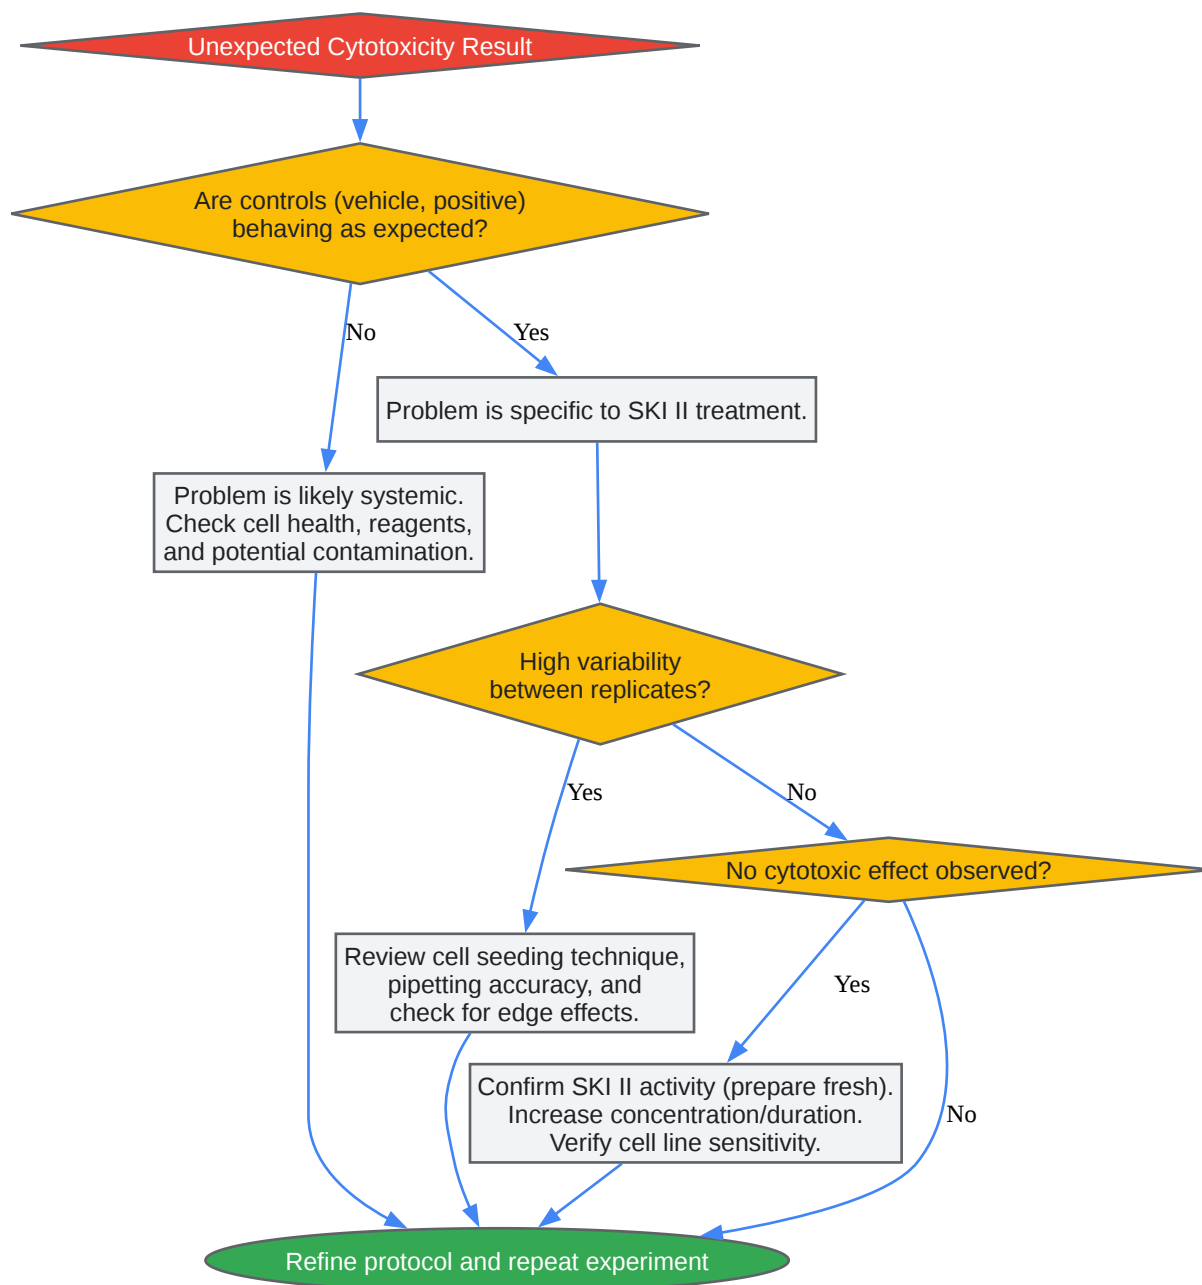 Unexpected Cytotoxicity Result
Are controls (vehicle, positive)
behaving as expected?
No
Yes
Problem is specific to SKI II treatment.
Problem is likely systemic.
Check cell health, reagents,
and potential contamination.
High variability
between replicates?
Yes
No
No cytotoxic effect observed?
Review cell seeding technique,
pipetting accuracy, and
check for edge effects.
Yes
Confirm SKI II activity (prepare fresh).
Increase concentration/duration.
Verify cell line sensitivity.
No
Refine protocol and repeat experiment